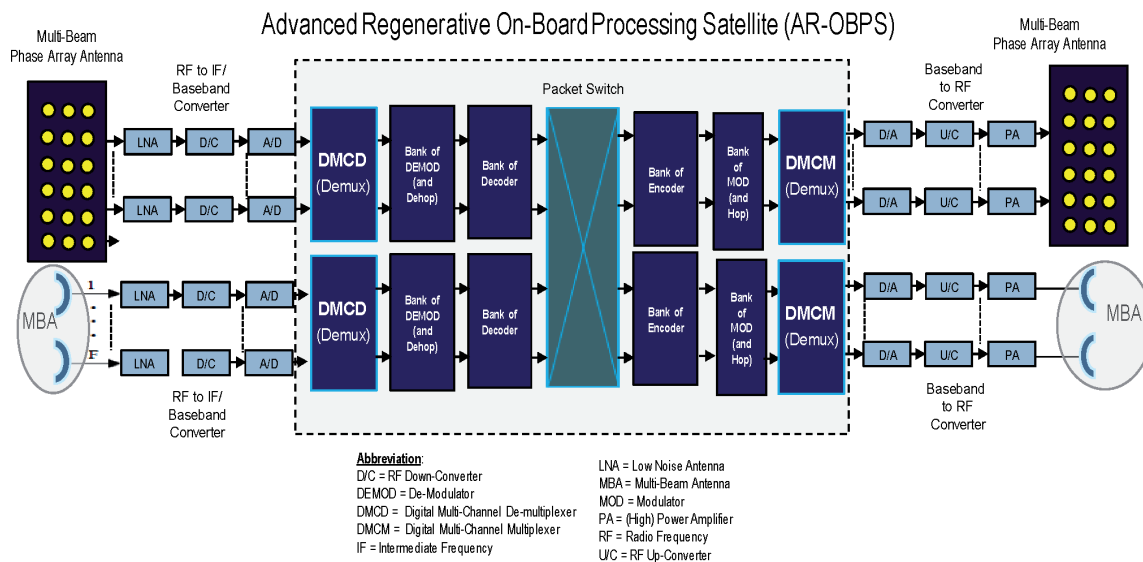 Advanced Regenerative On-Board Processing Satellite (AR-OBPS)
Multi-Beam
Phase Array Antenna
RF to IF/
Baseband
Converter
Packet Switch
Baseband
to RF
Converter
Multi-Beam
Phase Array Antenna
LNA
D/C
A/D
LNA
D/C
A/D
DMCD
(Demux)
Bank of
DEMOD
(and
Dehop)
Bank of
Decoder
Bank of
Encoder
Bank
of
MOD
(and
Hop)
DMCM
(Demux)
D/A
U/C
PA
D/A
U/C
PA
MBA
1
F
LNA
D/C
A/D
LNA
D/C
A/D
DMCD
(Demux)
Bank of
DEMOD
(and
Dehop)
Bank of
Decoder
Bank of
Encoder
Bank
of
MOD
(and
Hop)
DMCM
(Demux)
D/A
U/C
PA
D/A
U/C
PA
MBA
RF to IF/
Baseband
Converter
Baseband
to RF
Converter
Abbreviation:
D/C = RF Down-Converter
DEMOD = De-Modulator
DMCD = Digital Multi-Channel De-multiplexer
DMCM = Digital Multi-Channel Multiplexer
IF = Intermediate Frequency
LNA = Low Noise Antenna
MBA = Multi-Beam Antenna
MOD = Modulator
PA = (High) Power Amplifier
RF = Radio Frequency
U/C = RF Up-Converter